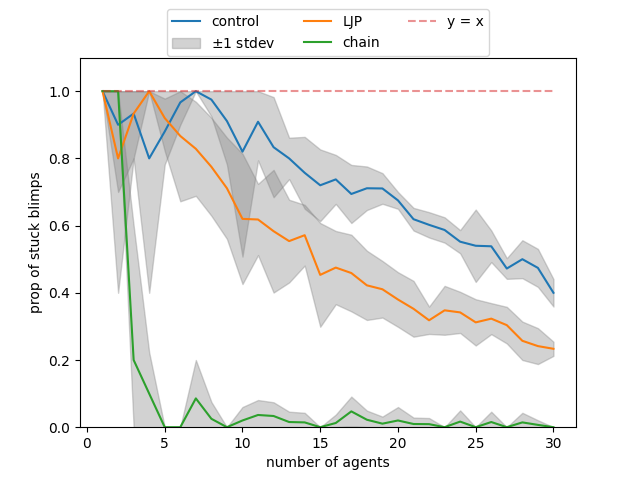 control
LJP
y = x
±1 stdev
chain
prop of stuck blimps
1.0
0.8
0.6
0.4
0.2
0.0
0
5
10
15
20
25
30
number of agents